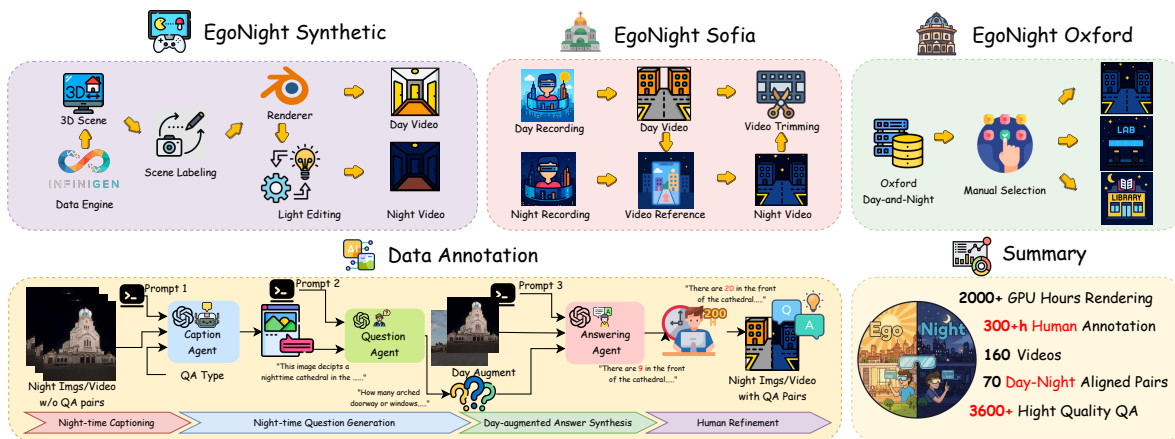 EgoNight Synthetic
3D
3D Scene
INFINIGEN
Data Engine
Scene Labeling
Renderer
Light Editing
Day Video
Night Video
EgoNight Sofia
Day Recording
Day Video
Video Trimming
Night Recording
Video Reference
Night Video
EgoNight Oxford
Oxford
Day-and-Night
Manual Selection
LAB
LIBRARY
Data Annotation
AI
Night Imgs/Video
w/o QA pairs
Prompt 1
Caption
Agent
QA Type
Prompt 2
"This image decipts a
nighttime cathedral in the ......"
Question
Agent
"How many arched
doorway or windows....."
Day Augment
Prompt 3
Answering
Agent
"There are 9 in the front
of the cathedral....."
"There are 20 in the front
of the cathedral....."
200
Q
A
Night Imgs/Video
with QA Pairs
Night-time Captioning
Night-time Question Generation
Day-augmented Answer Synthesis
Human Refinement
Summary
Ego
Night
2000+ GPU Hours Rendering
300+h Human Annotation
160 Videos
70 Day-Night Aligned Pairs
3600+ Hight Quality QA